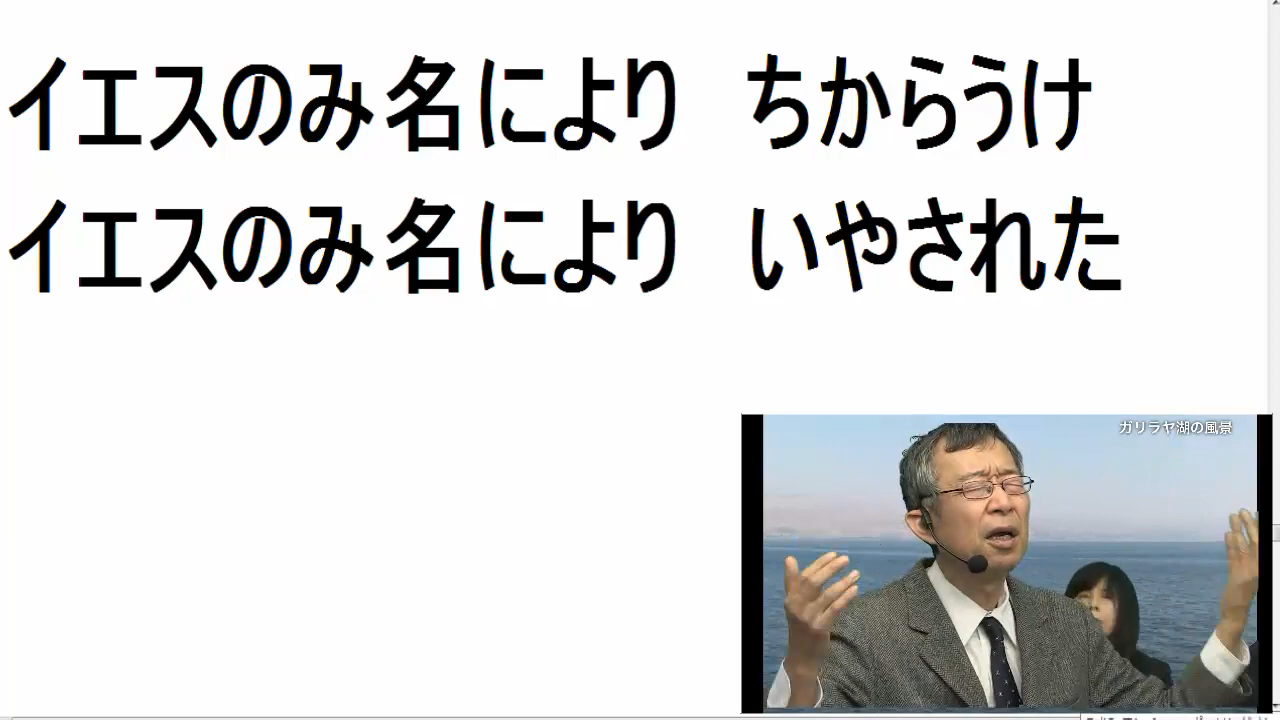 イエスのみ名により　ちからうけ
イエスのみ名により　いやされた
ガリラヤ湖の風景